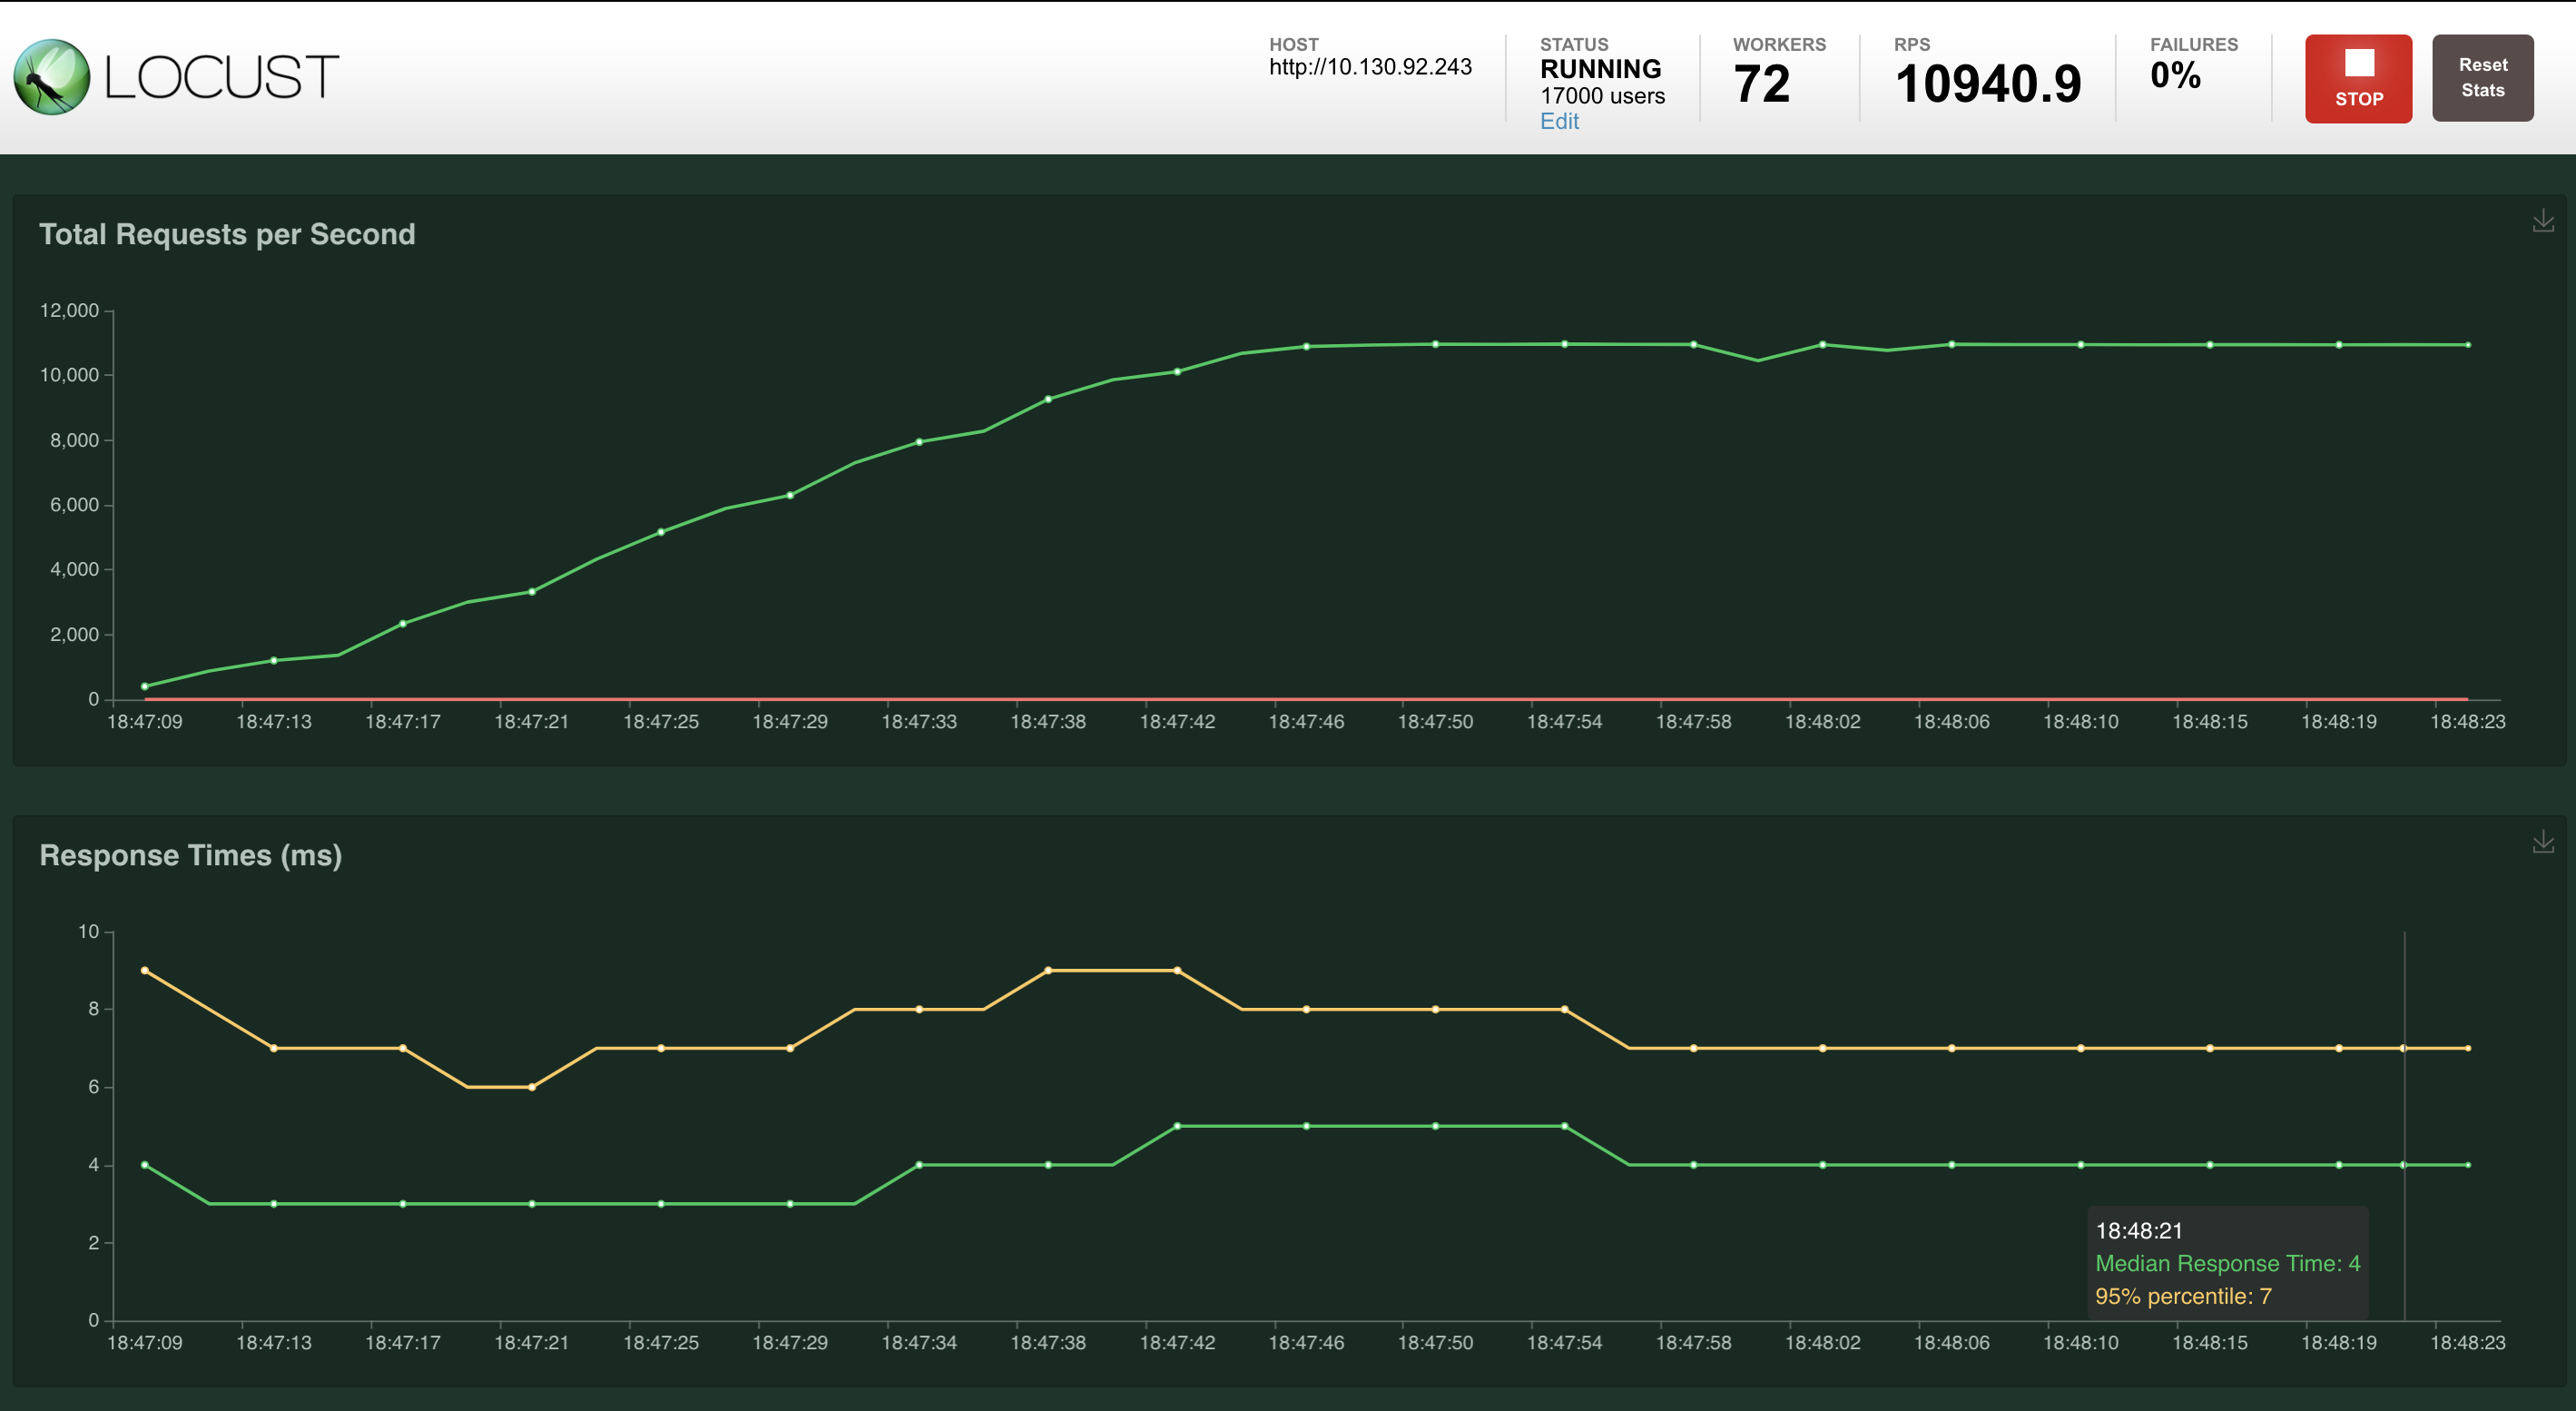 LOCUST
HOST
http://10.130.92.243
STATUS
RUNNING
17000 users
Edit
WORKERS
72
RPS
10940.9
FAILURES
0%
STOP
Reset
Stats
Total Requests per Second
12,000
10,000
8,000
6,000
4,000
2,000
0
18:47:09 18:47:13 18:47:17 18:47:21 18:47:25 18:47:29 18:47:33 18:47:38 18:47:42 18:47:46 18:47:50 18:47:54 18:47:58 18:48:02 18:48:06 18:48:10 18:48:15 18:48:19 18:48:23
Response Times (ms)
10
8
6
4
2
0
18:48:21
Median Response Time: 4
95% percentile: 7
18:47:09 18:47:13 18:47:17 18:47:21 18:47:25 18:47:29 18:47:34 18:47:38 18:47:42 18:47:46 18:47:50 18:47:54 18:47:58 18:48:02 18:48:06 18:48:10 18:48:15 18:48:19 18:48:23